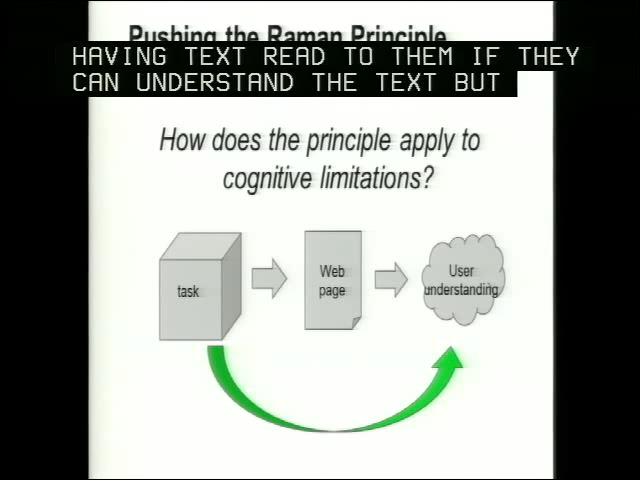 Pushing the Raman Principle
HAVING TEXT READ TO THEM IF THEY
CAN UNDERSTAND THE TEXT BUT
How does the principle apply to
cognitive limitations?
task
Web
page
User
understanding